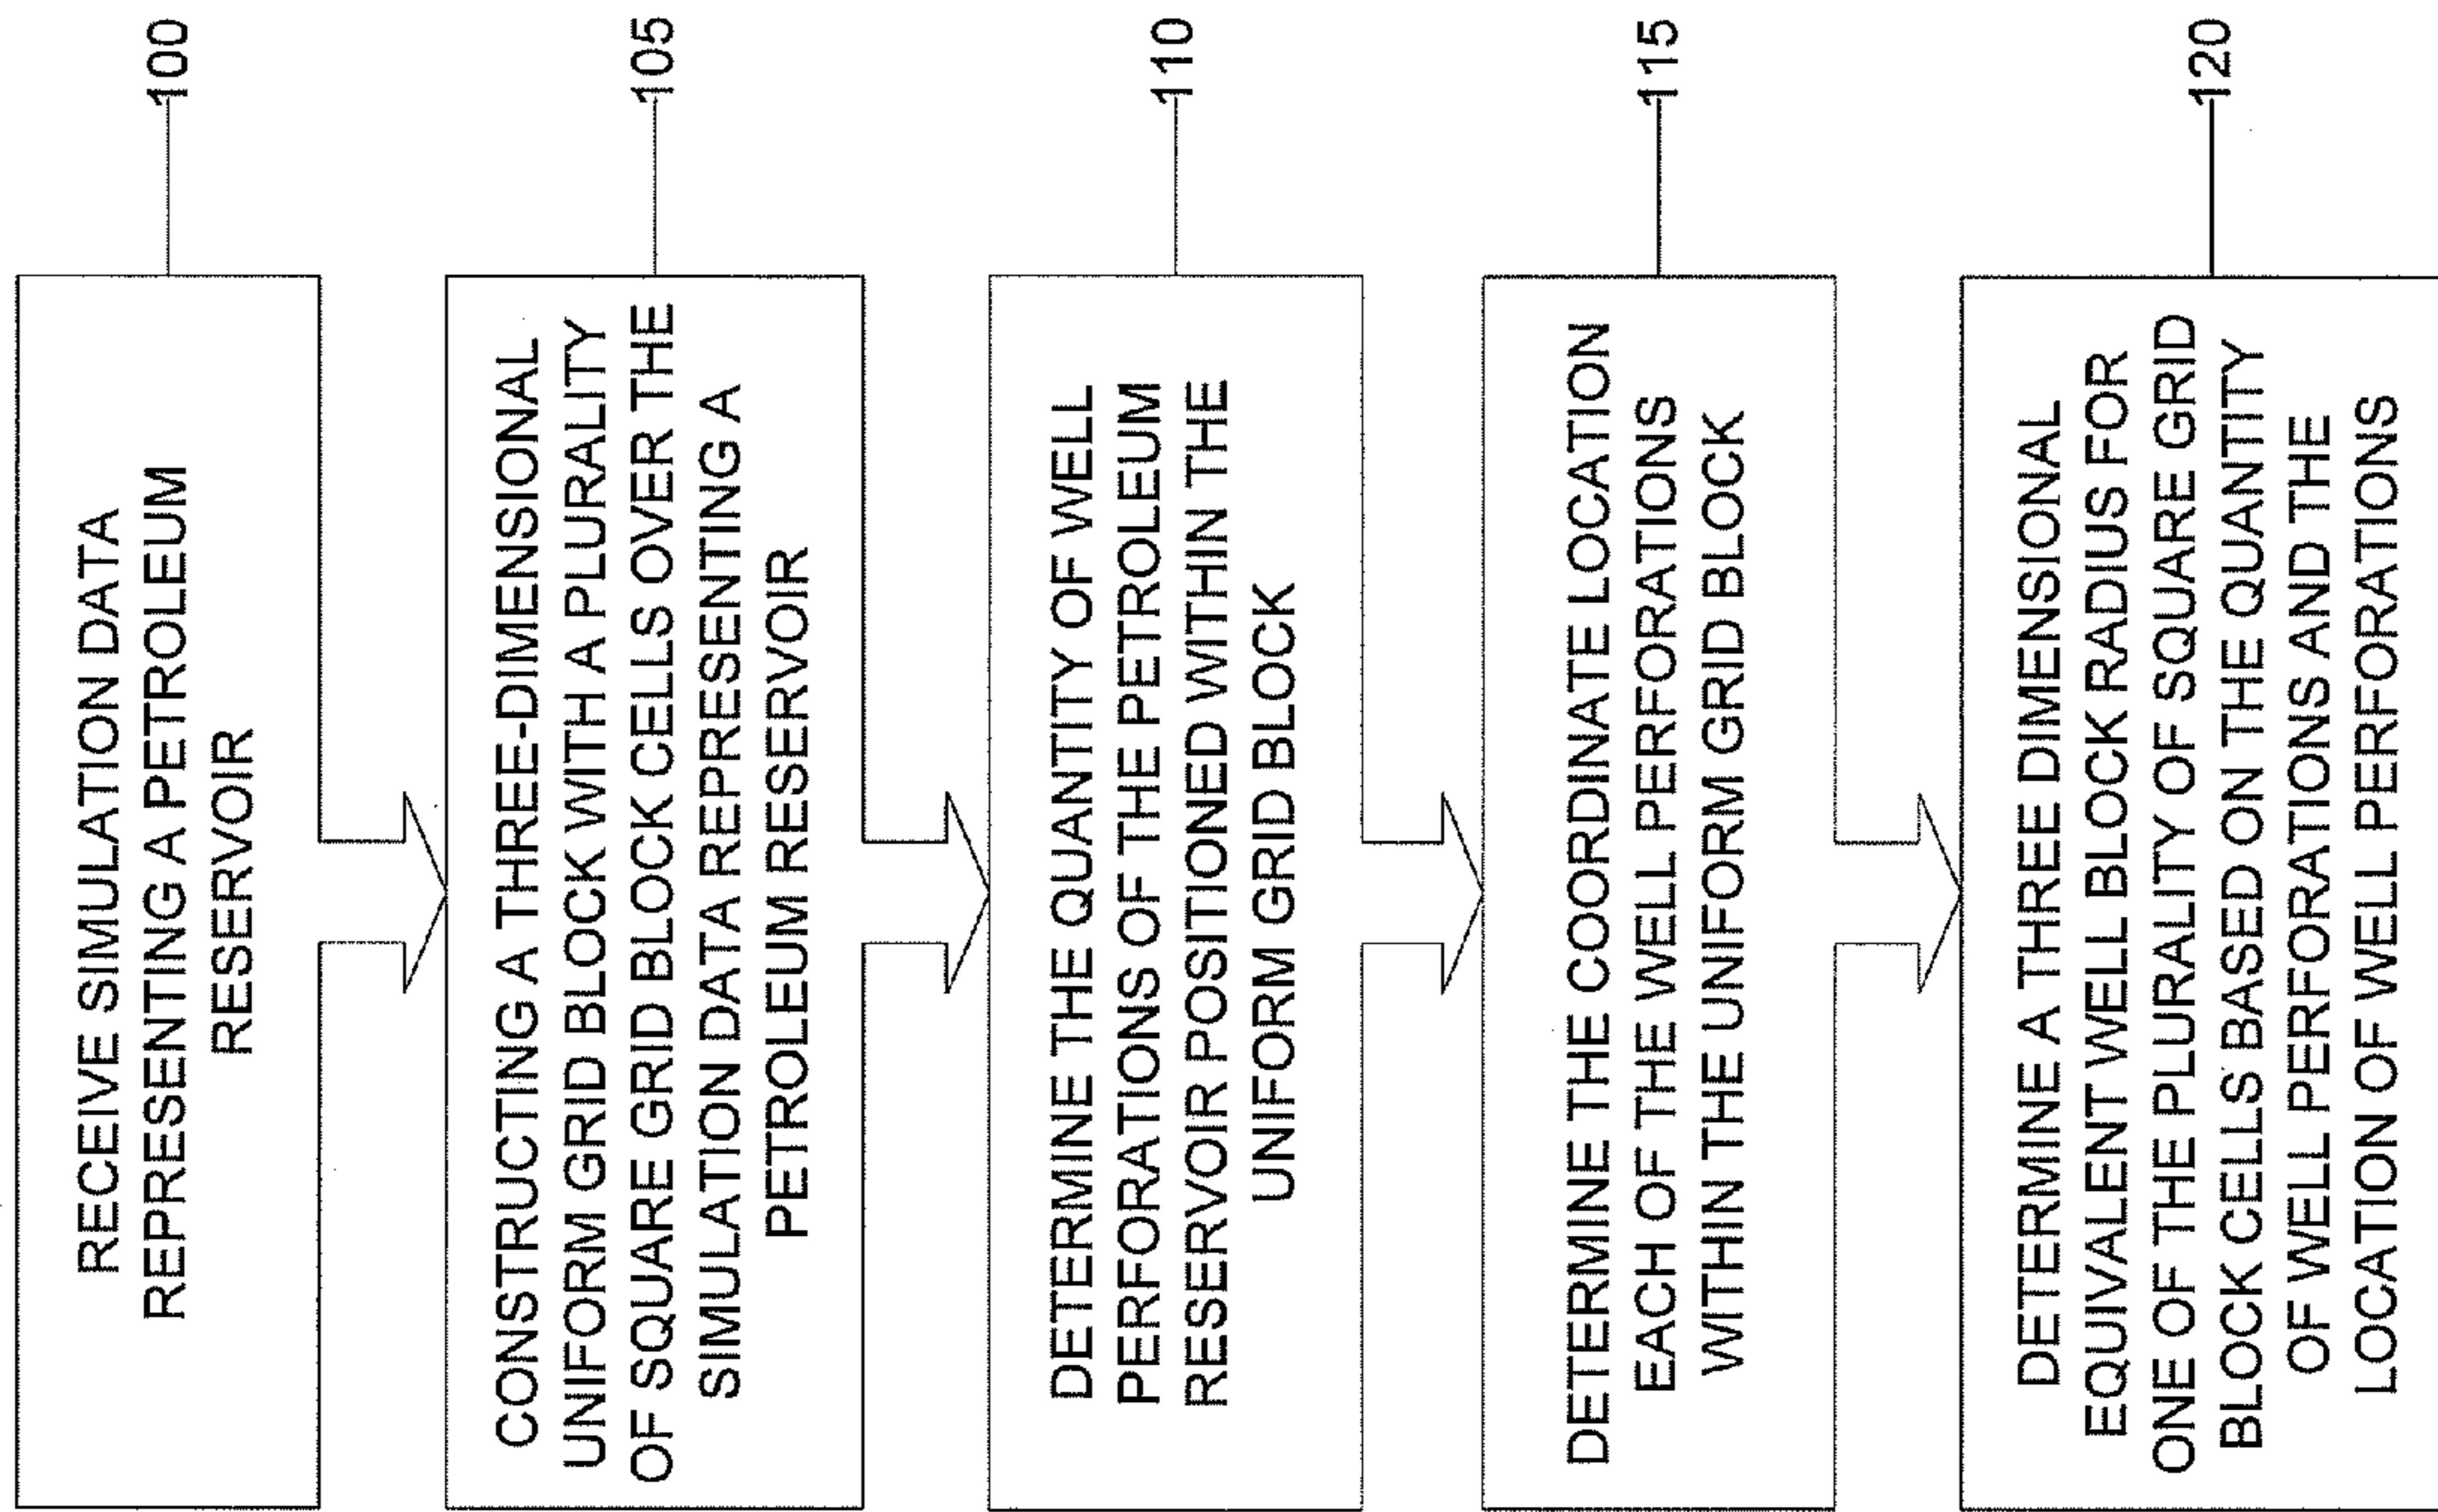 RECEIVE SIMULATION DATA
REPRESENTING A PETROLEUM
RESERVOIR
100
CONSTRUCTING A THREE-DIMENSIONAL
UNIFORM GRID BLOCK WITH A PLURALITY
OF SQUARE GRID BLOCK CELLS OVER THE
SIMULATION DATA REPRESENTING A
PETROLEUM RESERVOIR
105
DETERMINE THE QUANTITY OF WELL
PERFORATIONS OF THE PETROLEUM
RESERVOIR POSITIONED WITHIN THE
UNIFORM GRID BLOCK
110
DETERMINE THE COORDINATE LOCATION
EACH OF THE WELL PERFORATIONS
WITHIN THE UNIFORM GRID BLOCK
115
DETERMINE A THREE DIMENSIONAL
EQUIVALENT WELL BLOCK RADIUS FOR
ONE OF THE PLURALITY OF SQUARE GRID
BLOCK CELLS BASED ON THE QUANTITY
OF WELL PERFORATIONS AND THE
LOCATION OF WELL PERFORATIONS
120